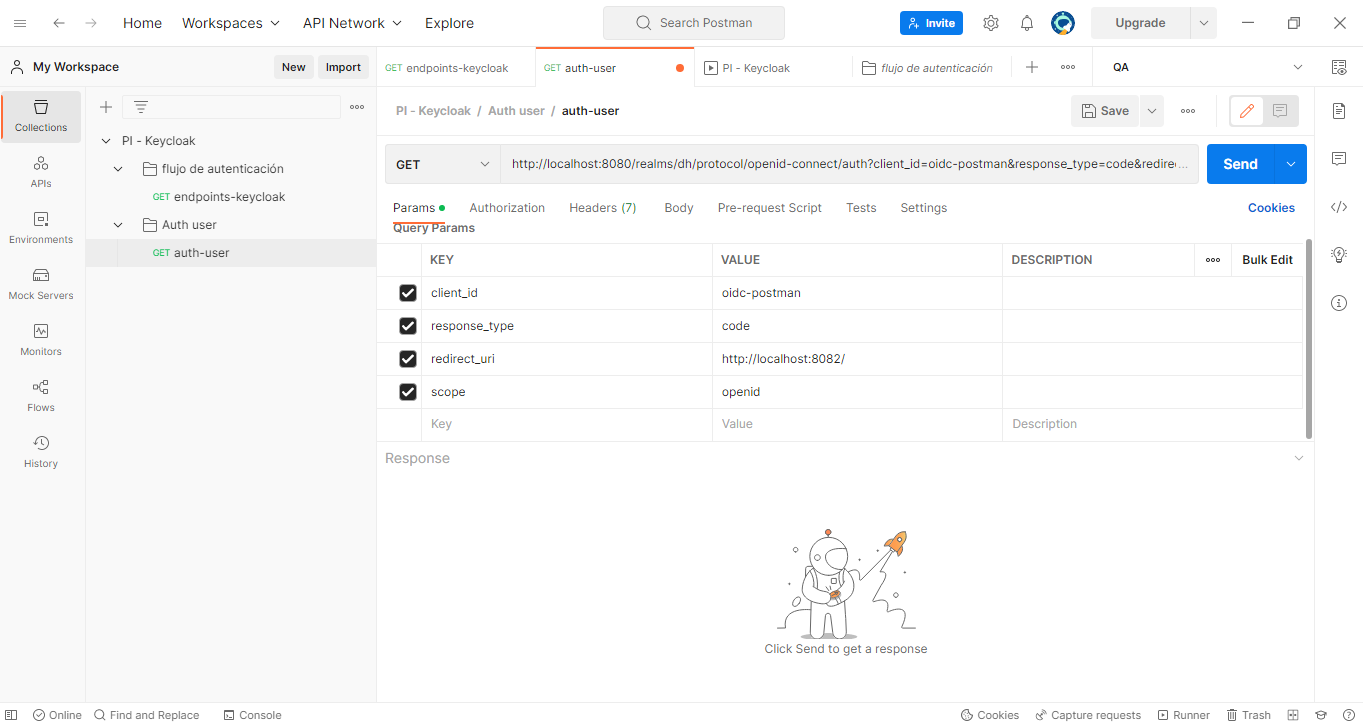 Home Workspaces API Network Explore Search Postman Invite Upgrade
My Workspace New Import GET endpoints-keycloak GET auth-user PI - Keycloak flujo de autenticación QA
Collections
APIs
Environments
Mock Servers
Monitors
Flows
History
PI - Keycloak
flujo de autenticación
GET endpoints-keycloak
Auth user
GET auth-user
PI - Keycloak / Auth user / auth-user Save
GET http://localhost:8080/realms/dh/protocol/openid-connect/auth?client_id=oidc-postman&response_type=code&redire... Send
Params Authorization Headers (7) Body Pre-request Script Tests Settings Cookies
Query Params
KEY VALUE DESCRIPTION Bulk Edit
client_id oidc-postman
response_type code
redirect_uri http://localhost:8082/
scope openid
Key Value Description
Response
Click Send to get a response
Online Find and Replace Console Cookies Capture requests Runner Trash